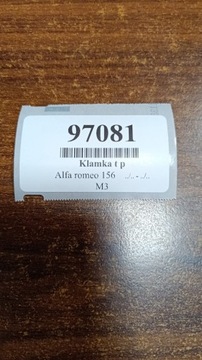 97081
Klamka t p
Alfa romeo 156 ./.. - ./..
M3